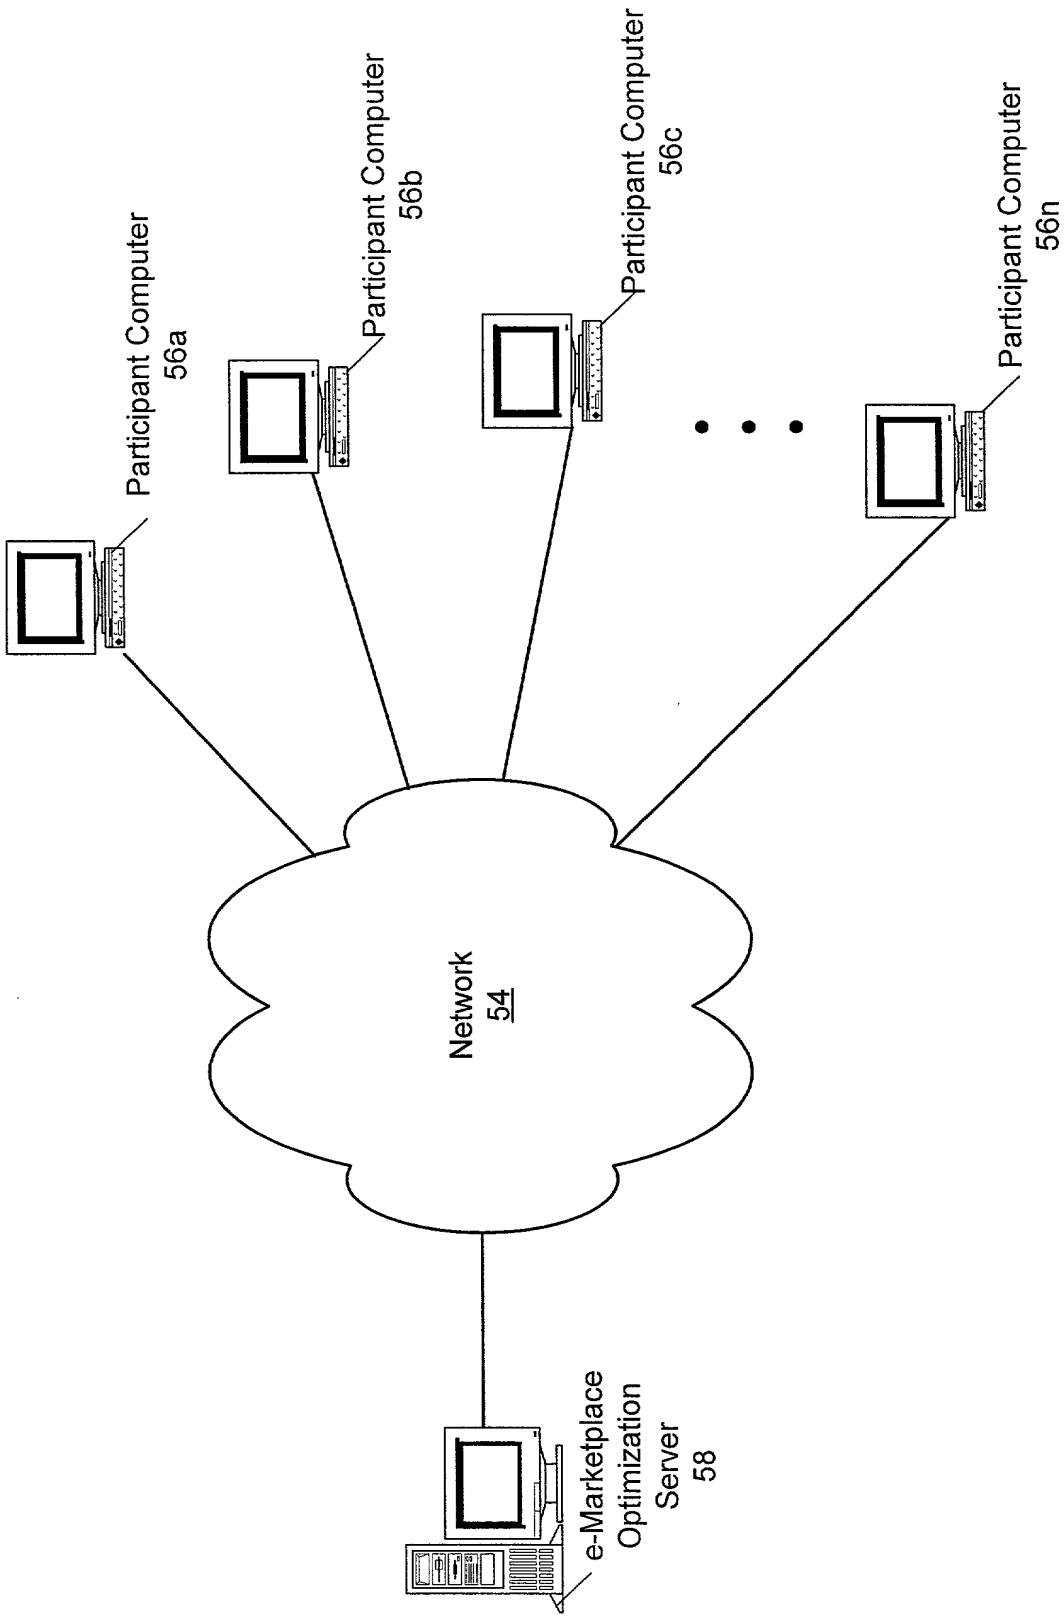 Participant Computer
56a
Participant Computer
56b
Participant Computer
56c
Participant Computer
56n
Network
54
e-Marketplace
Optimization
Server
58